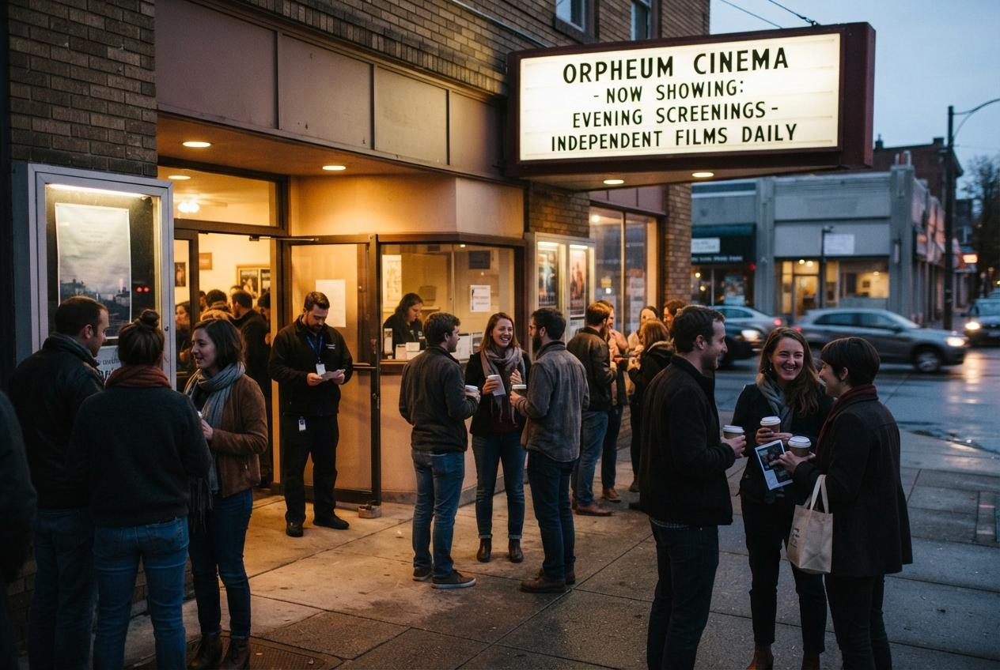 ORPHEUM CINEMA
- NOW SHOWING:
EVENING SCREENINGS-
INDEPENDENT FILMS DAILY